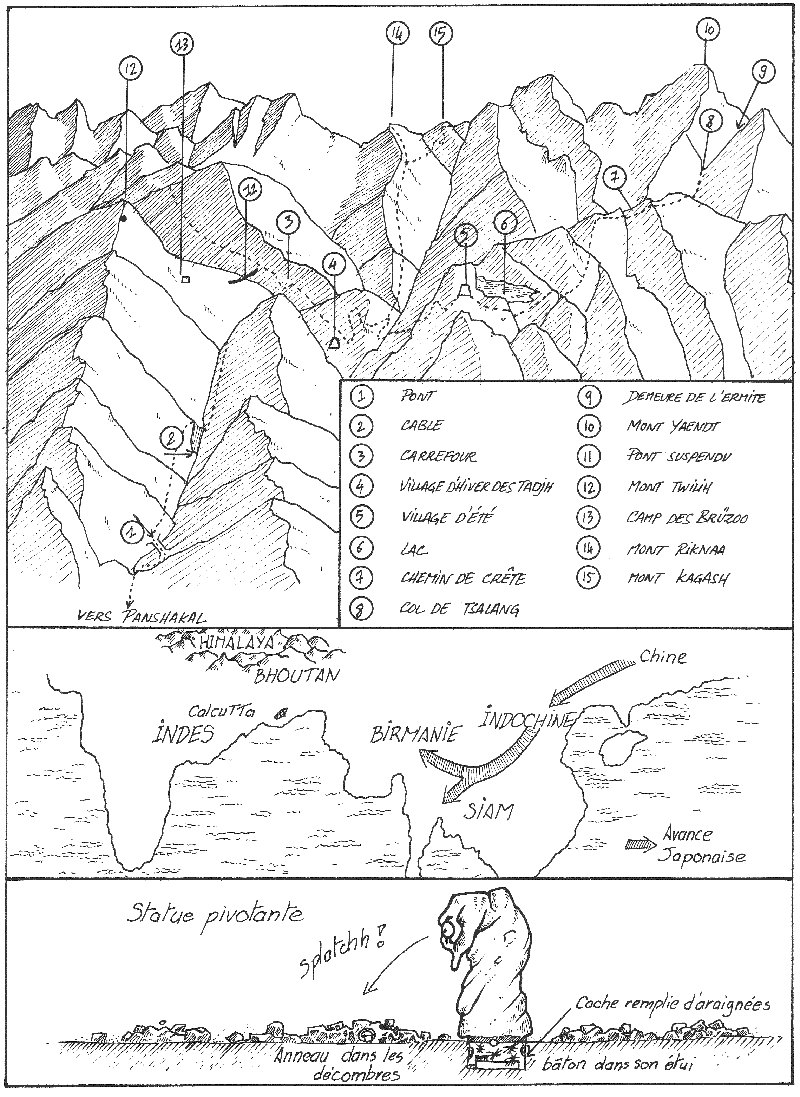 12
13
14
15
10
9
8
7
11
3
4
5
6
2
1
VERS PANSHAKAL
1 PONT
2 CABLE
3 CARREFOUR
4 VILLAGE D'HIVER DES TADJH
5 VILLAGE D'ÉTÉ
6 LAC
7 CHEMIN DE CRÊTE
8 COL DE TSALANG
9 DEMEURE DE L'ERMITE
10 MONT YAENDT
11 PONT SUSPENDU
12 MONT TWILIH
13 CAMP DES BRÜZOO
14 MONT RIKNAA
15 MONT KAGASH
HIMALAYA
BHOUTAN
Chine
Calcutta
INDES
BIRMANIE
INDOCHINE
SIAM
Avance
Japonaise
Statue pivotante
splatchh !
Cache remplie d'araignées
Anneau dans les
décombres
bâton dans son étui